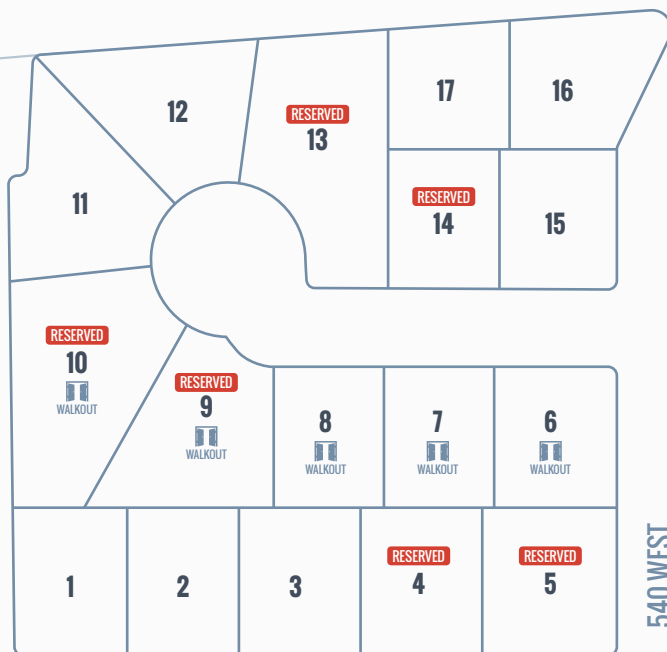 17
16
12
RESERVED
13
RESERVED
14
15
11
RESERVED
10
WALKOUT
RESERVED
9
WALKOUT
8
WALKOUT
7
WALKOUT
6
WALKOUT
1
2
3
RESERVED
4
RESERVED
5
540 WEST